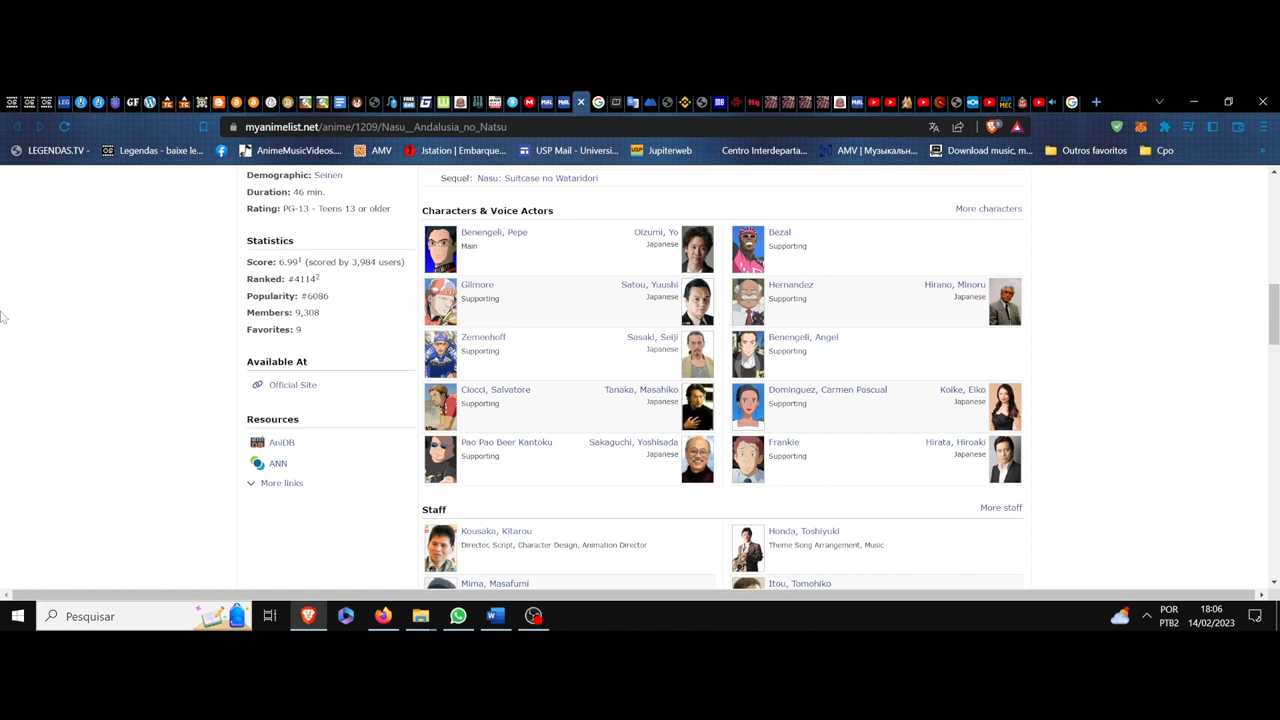 myanimelist.net/anime/1209/Nasu__Andalusia_no_Natsu
LEGENDAS.TV -
Legendas - baixe le...
AnimeMusicVideos....
AMV
Jstation | Embarque...
USP Mail - Universi...
Jupiterweb
Centro Interdeparta...
AMV | Музыкальн...
Download music, m...
Outros favoritos
Cpo
Demographic: Seinen
Duration: 46 min.
Rating: PG-13 - Teens 13 or older
Statistics
Score: 6.99¹ (scored by 3,984 users)
Ranked: #4114²
Popularity: #6086
Members: 9,308
Favorites: 9
Available At
Official Site
Resources
AniDB
ANN
More links
Sequel: Nasu: Suitcase no Wataridori
Characters & Voice Actors
More characters
Benengeli, Pepe
Main
Oizumi, Yo
Japanese
Bezal
Supporting
Gilmore
Supporting
Satou, Yuushi
Japanese
Hernandez
Supporting
Hirano, Minoru
Japanese
Zemenhoff
Supporting
Sasaki, Seiji
Japanese
Benengeli, Angel
Supporting
Ciocci, Salvatore
Supporting
Tanaka, Masahiko
Japanese
Dominguez, Carmen Pascual
Supporting
Koike, Eiko
Japanese
Pao Pao Beer Kantoku
Supporting
Sakaguchi, Yoshisada
Japanese
Frankie
Supporting
Hirata, Hiroaki
Japanese
Staff
More staff
Kousaka, Kitarou
Director, Script, Character Design, Animation Director
Honda, Toshiyuki
Theme Song Arrangement, Music
Mima, Masafumi
Itou, Tomohiko
Pesquisar
POR
PTB2
18:06
14/02/2023